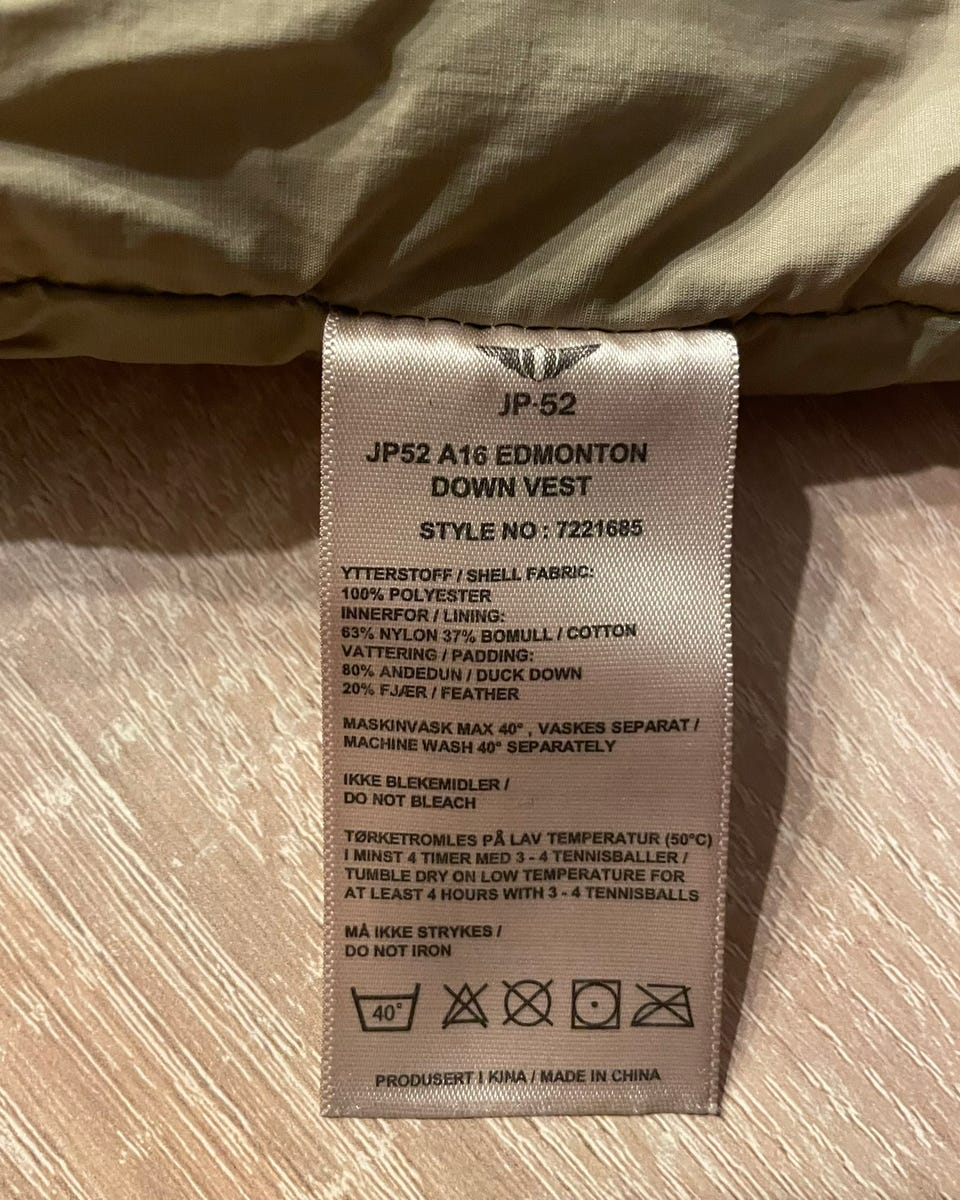 JP·52
JP52 A16 EDMONTON
DOWN VEST
STYLE NO : 7221685
YTTERSTOFF / SHELL FABRIC:
100% POLYESTER
INNERFOR / LINING:
63% NYLON 37% BOMULL / COTTON
VATTERING / PADDING:
80% ANDEDUN / DUCK DOWN
20% FJÆR / FEATHER
MASKINVASK MAX 40° , VASKES SEPARAT /
MACHINE WASH 40° SEPARATELY
IKKE BLEKEMIDLER /
DO NOT BLEACH
TØRKETROMLES PÅ LAV TEMPERATUR (50°C)
I MINST 4 TIMER MED 3 - 4 TENNISBALLER /
TUMBLE DRY ON LOW TEMPERATURE FOR
AT LEAST 4 HOURS WITH 3 - 4 TENNISBALLS
MÅ IKKE STRYKES /
DO NOT IRON
40°
PRODUSERT I KINA / MADE IN CHINA